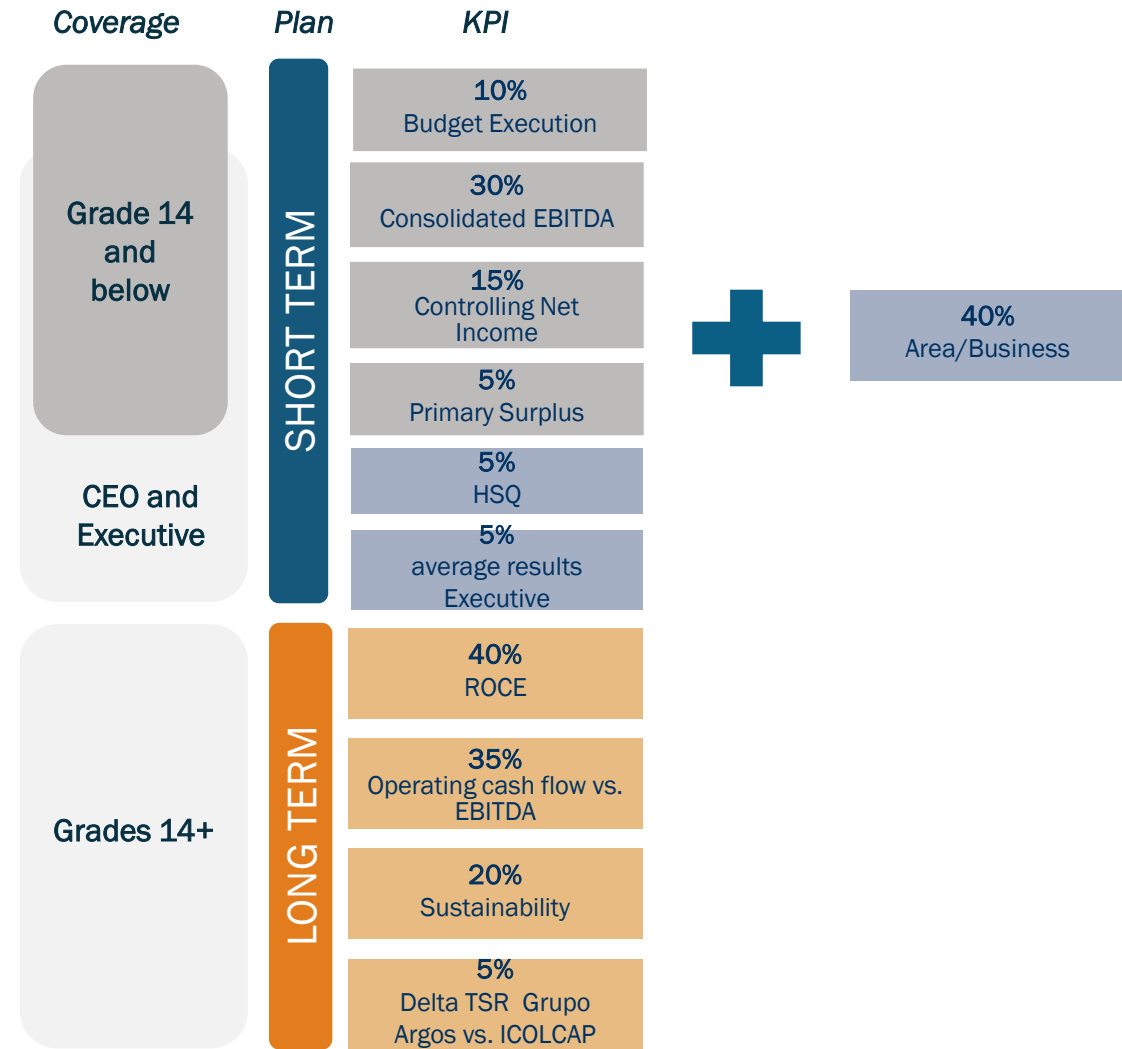 Coverage
Plan
KPI
Grade 14
and
below
CEO and
Executive
SHORT TERM
10%
Budget Execution
30%
Consolidated EBITDA
15%
Controlling Net
Income
5%
Primary Surplus
5%
HSQ
5%
average results
Executive
40%
Area/Business
Grades 14+
LONG TERM
40%
ROCE
35%
Operating cash flow vs.
EBITDA
20%
Sustainability
5%
Delta TSR Grupo
Argos vs. ICOLCAP